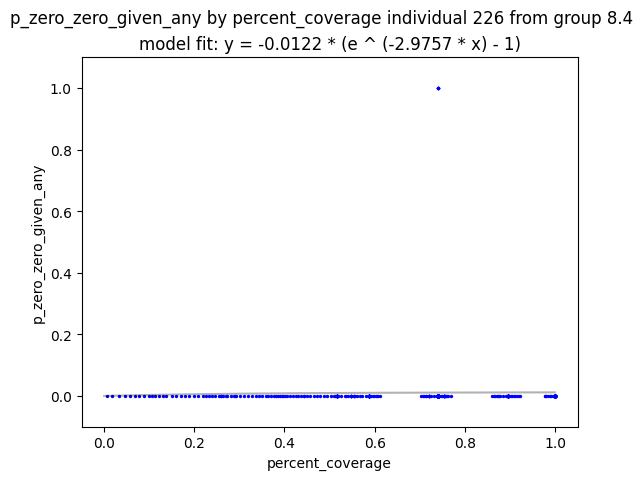 p_zero_zero_given_any by percent_coverage individual 226 from group 8.4
model fit: y = -0.0122 * (e ^ (-2.9757 * x) - 1)
1.0
0.8
0.6
0.4
0.2
0.0
p_zero_zero_given_any
0.0 0.2 0.4 0.6 0.8 1.0
percent_coverage